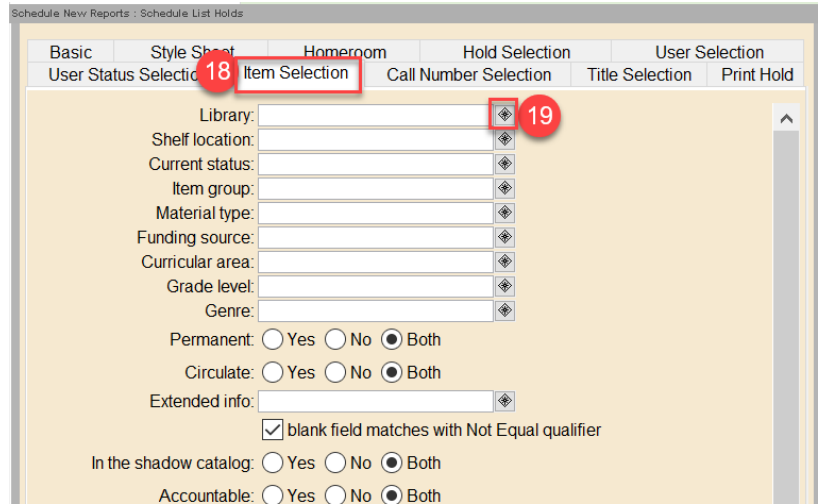 Schedule New Reports : Schedule List Holds
Basic Style Sheet Homeroom Hold Selection User Selection
User Status Selection 18 Item Selection Call Number Selection Title Selection Print Hold
Library: 19
Shelf location:
Current status:
Item group:
Material type:
Funding source:
Curricular area:
Grade level:
Genre:
Permanent: Yes No Both
Circulate: Yes No Both
Extended info:
blank field matches with Not Equal qualifier
In the shadow catalog: Yes No Both
Accountable: Yes No Both